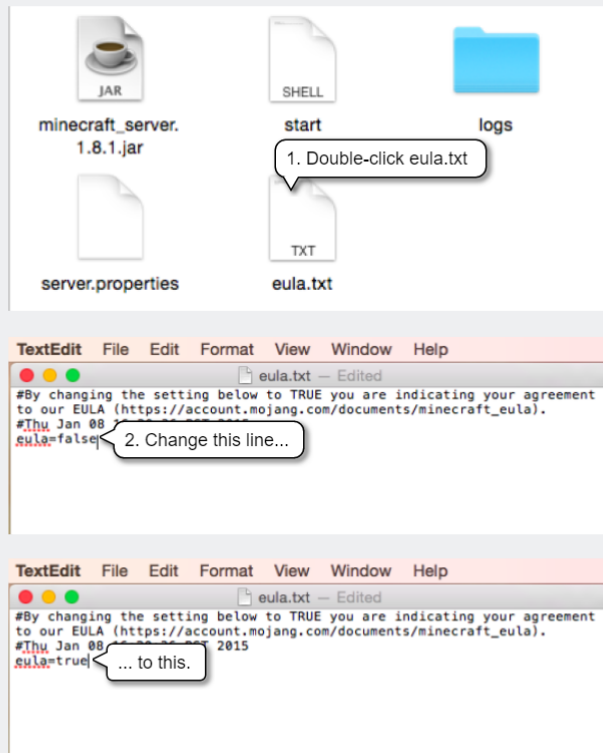 JAR
SHELL
minecraft_server.
1.8.1.jar
start
logs
1. Double-click eula.txt
TXT
server.properties
eula.txt
TextEdit File Edit Format View Window Help
eula.txt — Edited
#By changing the setting below to TRUE you are indicating your agreement
to our EULA (https://account.mojang.com/documents/minecraft_eula).
#Thu Jan 08
eula=false
2. Change this line...
TextEdit File Edit Format View Window Help
eula.txt — Edited
#By changing the setting below to TRUE you are indicating your agreement
to our EULA (https://account.mojang.com/documents/minecraft_eula).
#Thu Jan 08 2015
eula=true
... to this.